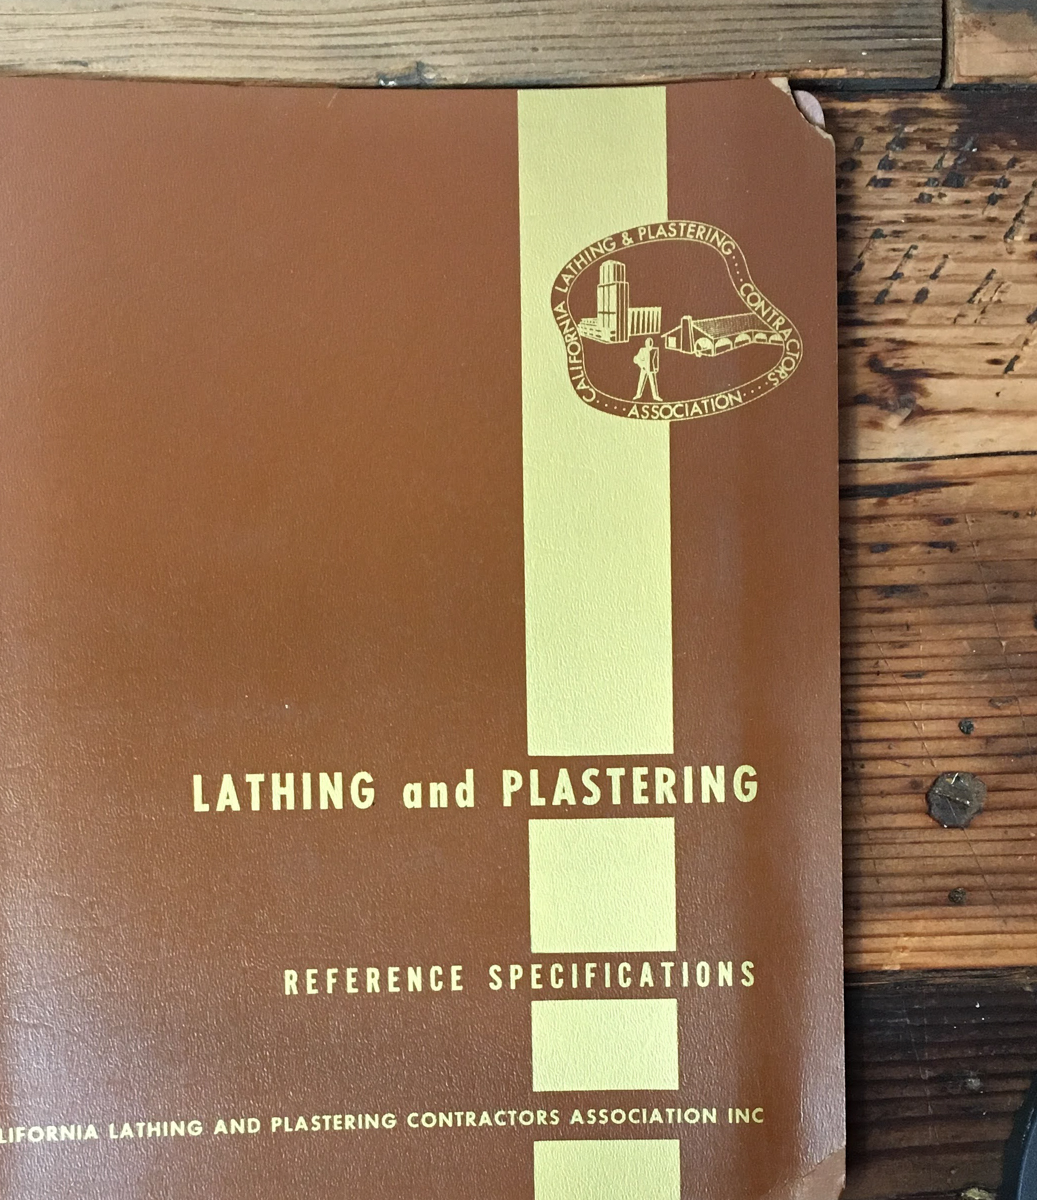 CALIFORNIA LATHING & PLASTERING.... CONTRACTORS....
....ASSOCIATION....
LATHING and PLASTERING
REFERENCE SPECIFICATIONS
LIFORNIA LATHING AND PLASTERING CONTRACTORS ASSOCIATION INC